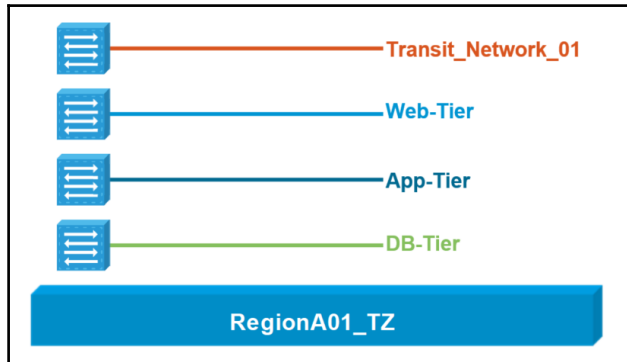 Transit_Network_01
Web-Tier
App-Tier
DB-Tier
RegionA01_TZ